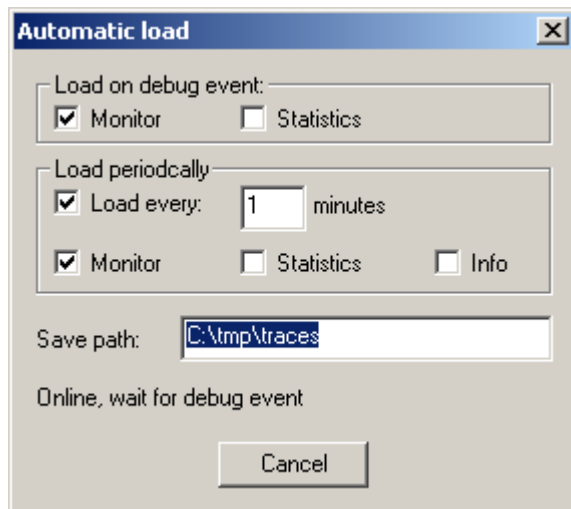 Automatic load
Load on debug event:
Monitor Statistics
Load periodcally
Load every: 1 minutes
Monitor Statistics Info
Save path: C:\tmp\traces
Online, wait for debug event
Cancel